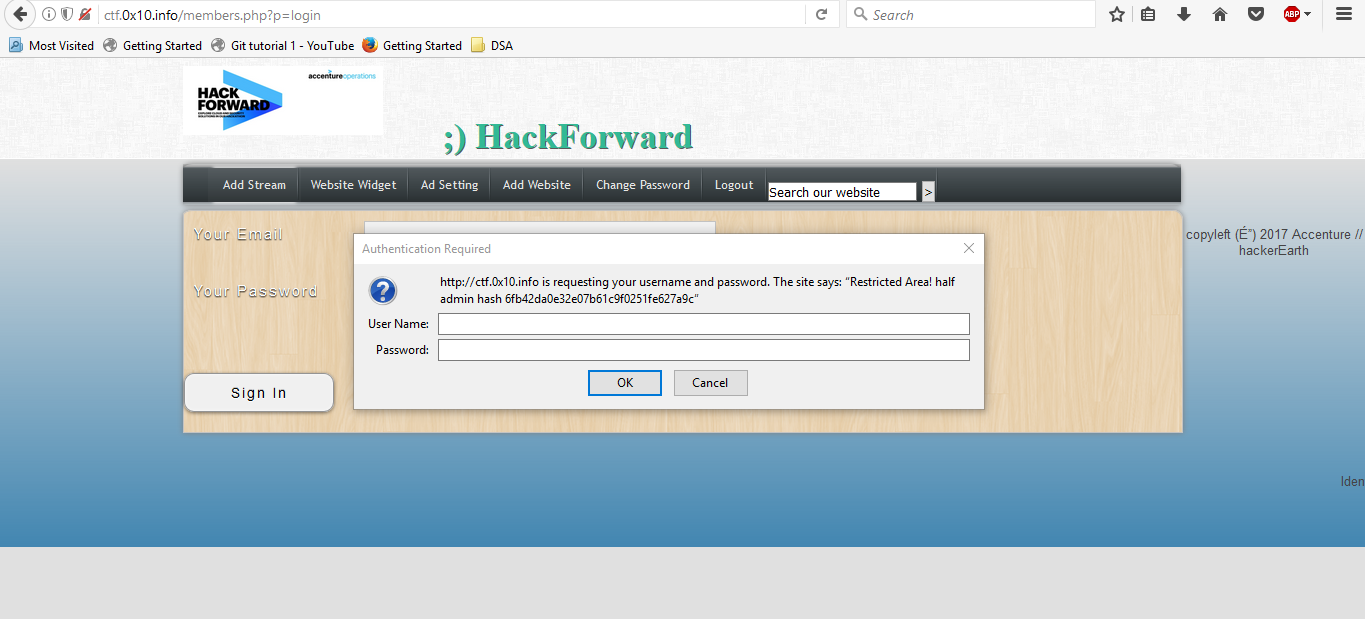 ctf.0x10.info/members.php?p=login
Search
ABP
Most Visited Getting Started Git tutorial 1 - YouTube Getting Started DSA
accentureoperations
HACK
FORWARD
;) HackForward
Add Stream Website Widget Ad Setting Add Website Change Password Logout Search our website >
Your Email
Your Password
Sign In
Authentication Required
http://ctf.0x10.info is requesting your username and password. The site says: “Restricted Area! half
admin hash 6fb42da0e32e07b61c9f0251fe627a9c”
User Name:
Password:
OK Cancel
copyleft (É”) 2017 Accenture //
hackerEarth
Iden